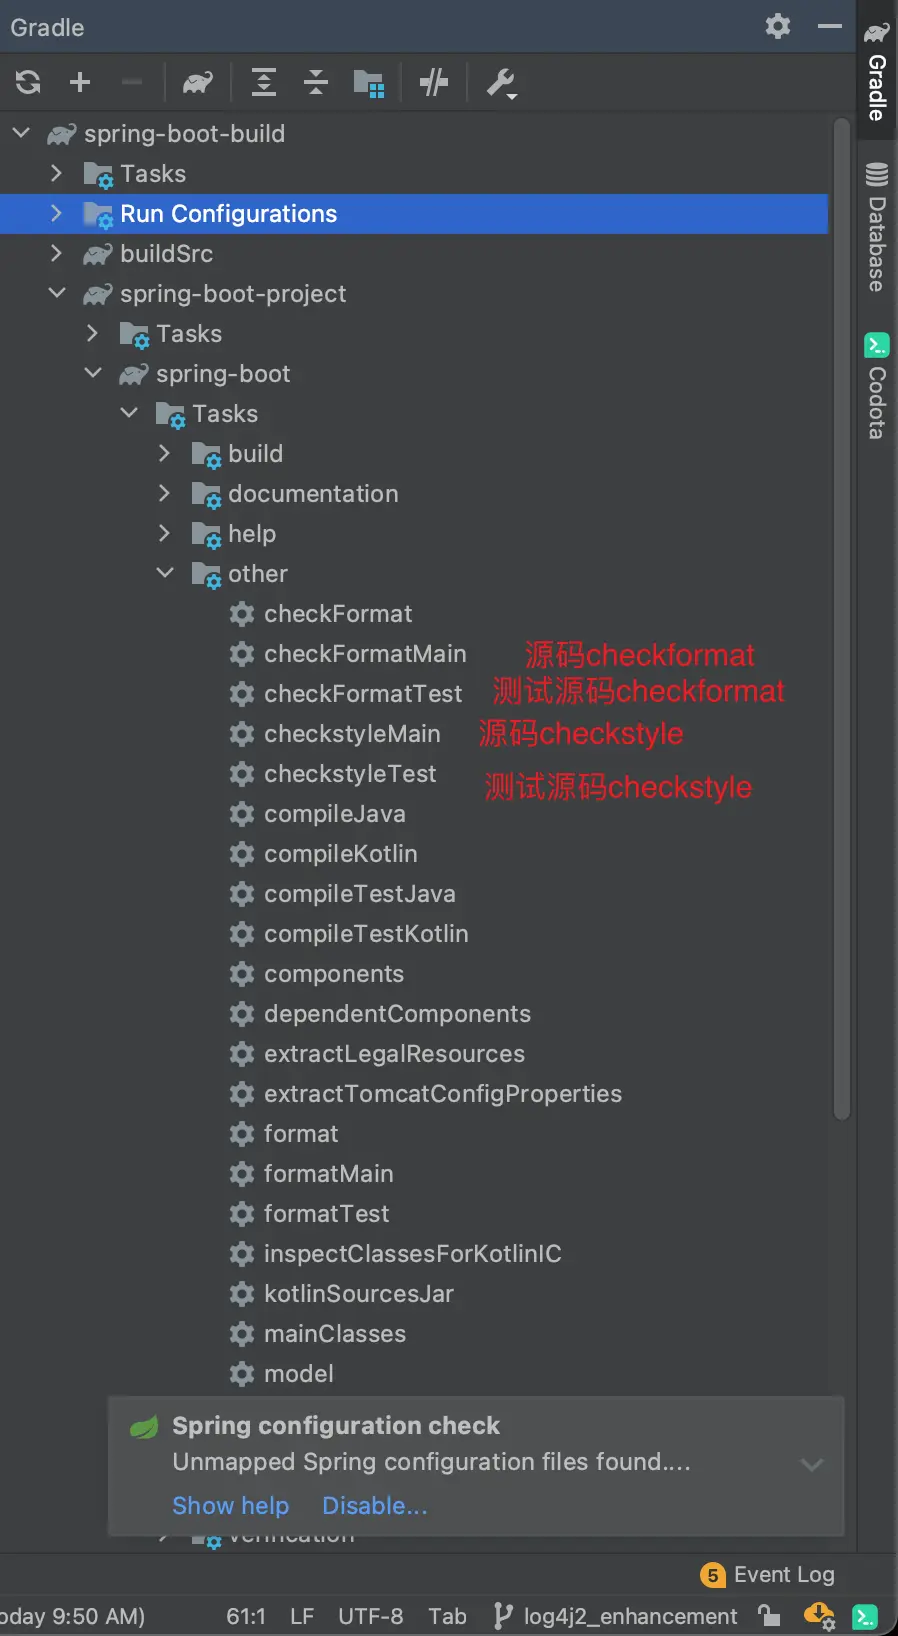 Gradle
Gradle
Database
Codota
spring-boot-build
Tasks
Run Configurations
buildSrc
spring-boot-project
Tasks
spring-boot
Tasks
build
documentation
help
other
checkFormat
checkFormatMain 源码checkformat
checkFormatTest 测试源码checkformat
checkstyleMain 源码checkstyle
checkstyleTest 测试源码checkstyle
compileJava
compileKotlin
compileTestJava
compileTestKotlin
components
dependentComponents
extractLegalResources
extractTomcatConfigProperties
format
formatMain
formatTest
inspectClassesForKotlinIC
kotlinSourcesJar
mainClasses
model
Spring configuration check
Unmapped Spring configuration files found....
Show help Disable...
verification
5 Event Log
oday 9:50 AM) 61:1 LF UTF-8 Tab log4j2_enhancement